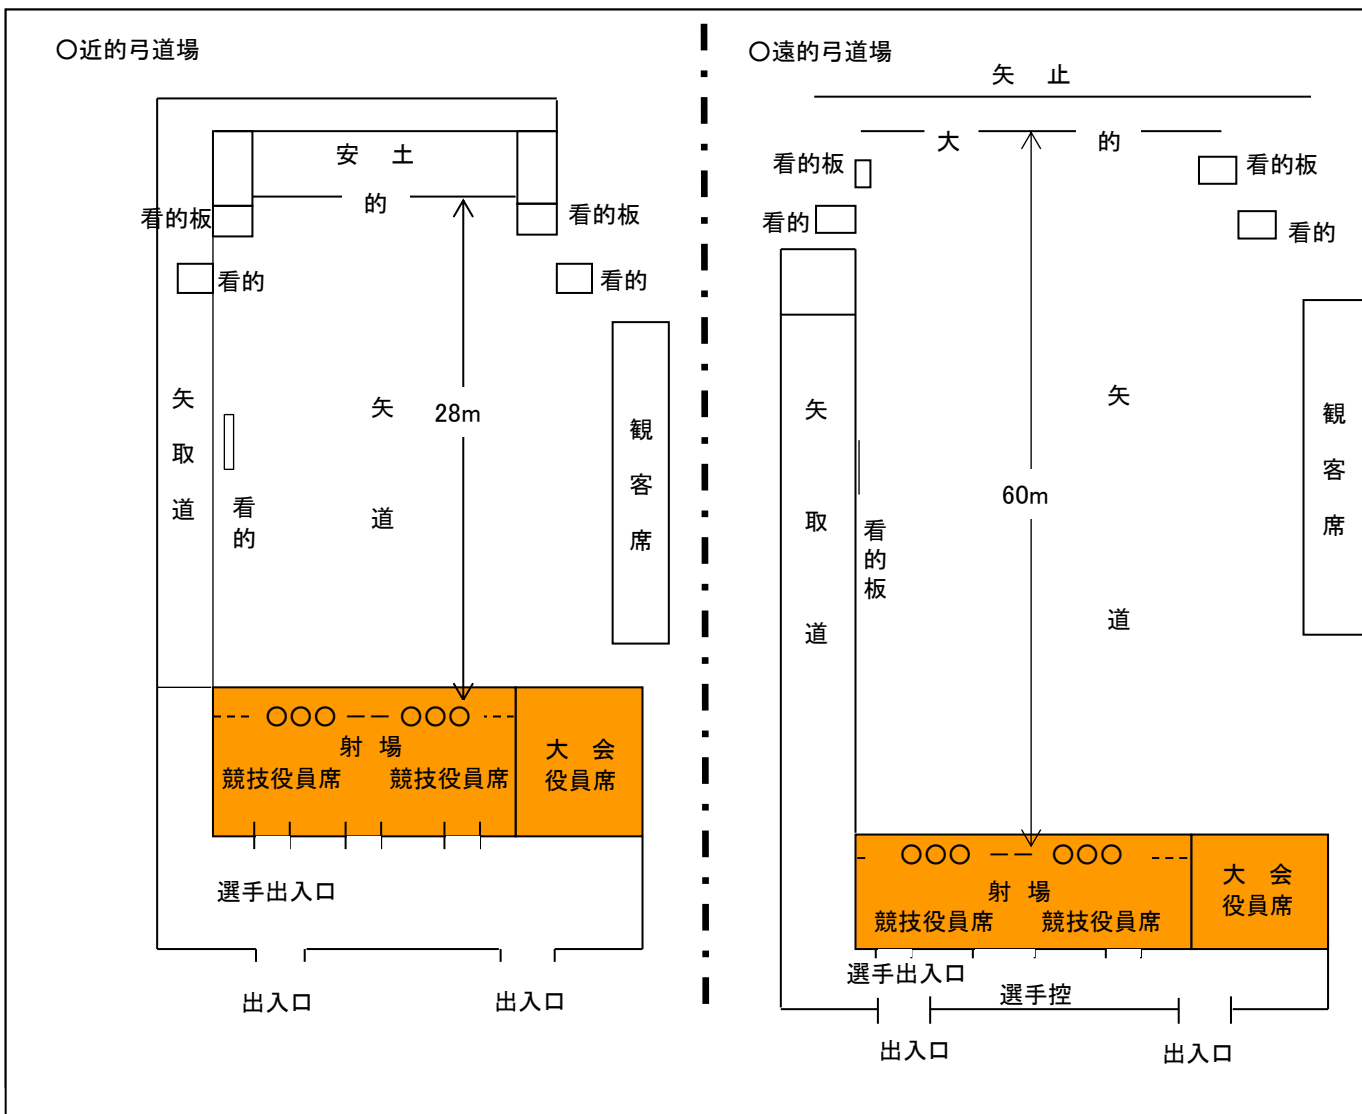 ○近的弓道場
安 土
的
看的板
看的板
看的
看的
矢取道
看的
矢道
28m
観客席
○○○ ―― ○○○
射 場
競技役員席 競技役員席
大 会
役員席
選手出入口
出入口
出入口
○遠的弓道場
矢 止
大 的
看的板
看的板
看的
看的
矢取道
看的板
矢道
60m
観客席
○○○ ―― ○○○
射 場
競技役員席 競技役員席
大 会
役員席
選手出入口
選手控
出入口
出入口